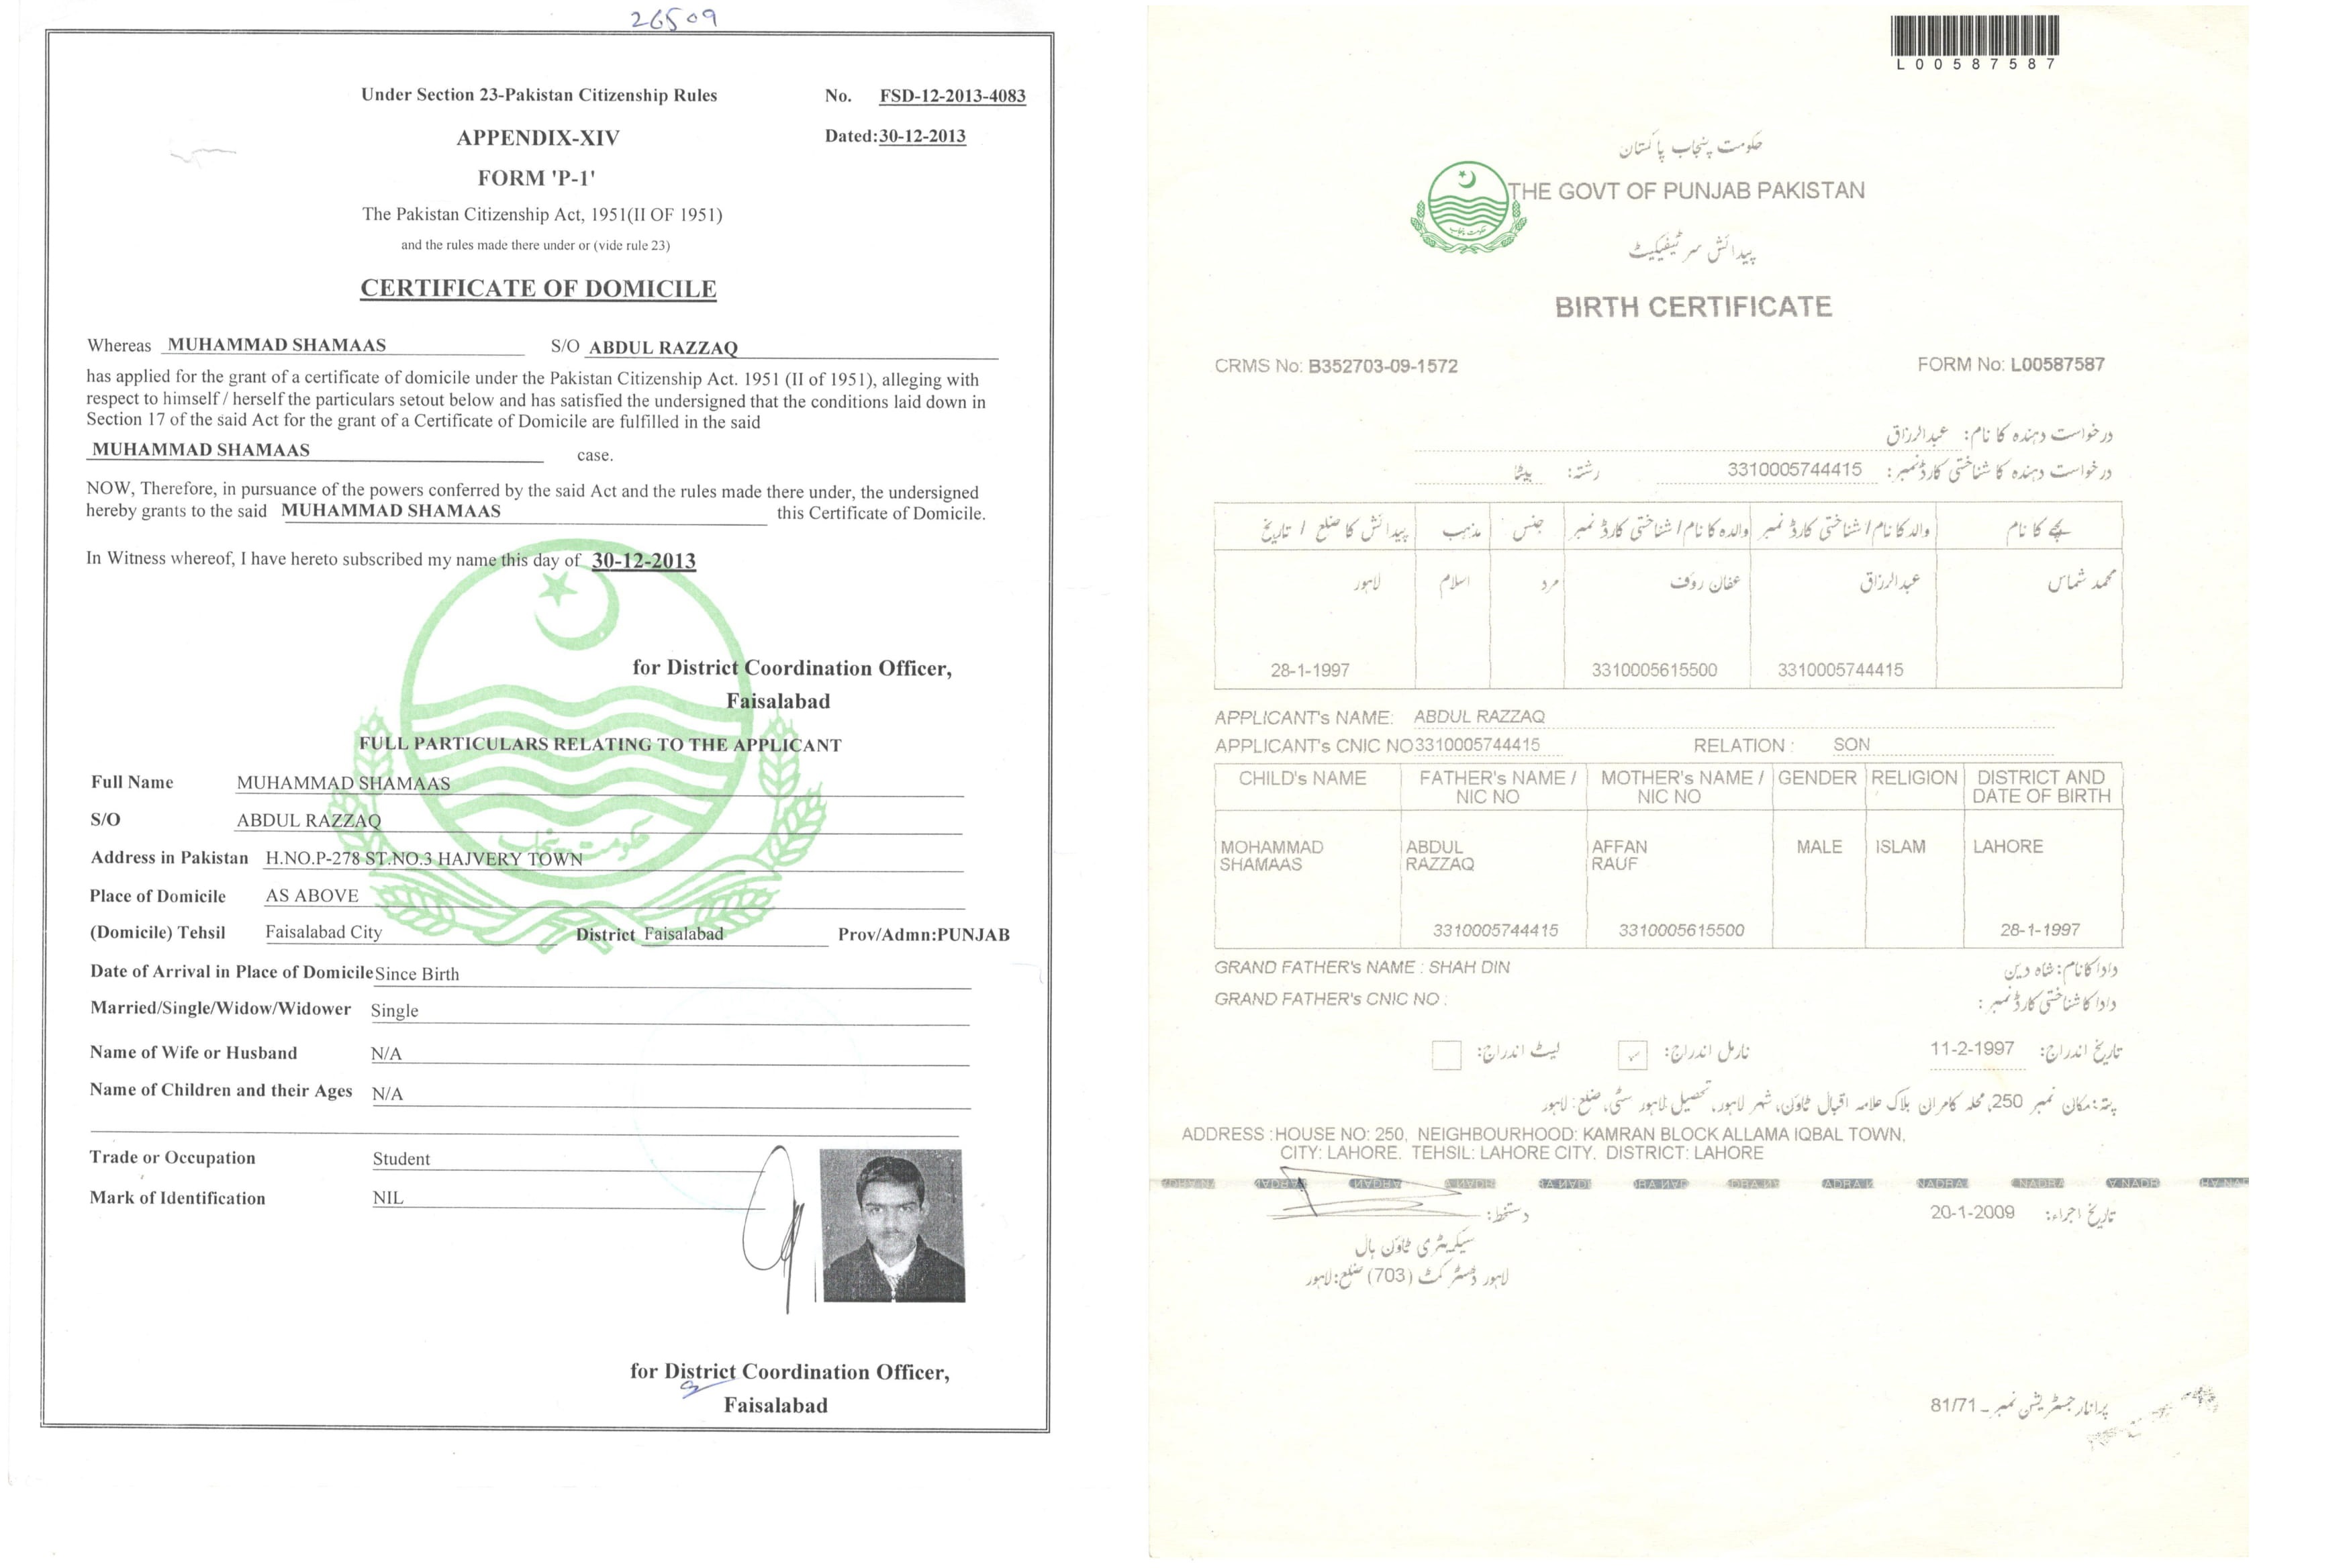 26509
Under Section 23-Pakistan Citizenship Rules
No. FSD-12-2013-4083
APPENDIX-XIV
Dated:30-12-2013
FORM 'P-1'
The Pakistan Citizenship Act, 1951(II OF 1951)
and the rules made there under or (vide rule 23)
CERTIFICATE OF DOMICILE
Whereas MUHAMMAD SHAMAAS S/O ABDUL RAZZAQ
has applied for the grant of a certificate of domicile under the Pakistan Citizenship Act. 1951 (II of 1951), alleging with
respect to himself / herself the particulars setout below and has satisfied the undersigned that the conditions laid down in
Section 17 of the said Act for the grant of a Certificate of Domicile are fulfilled in the said
MUHAMMAD SHAMAAS case.
NOW, Therefore, in pursuance of the powers conferred by the said Act and the rules made there under, the undersigned
hereby grants to the said MUHAMMAD SHAMAAS this Certificate of Domicile.
In Witness whereof, I have hereto subscribed my name this day of 30-12-2013
for District Coordination Officer,
Faisalabad
FULL PARTICULARS RELATING TO THE APPLICANT
Full Name MUHAMMAD SHAMAAS
S/O ABDUL RAZZAQ
حکومت پنجاب
Address in Pakistan H.NO.P-278 ST.NO.3 HAJVERY TOWN
Place of Domicile AS ABOVE
(Domicile) Tehsil Faisalabad City District Faisalabad Prov/Admn:PUNJAB
Date of Arrival in Place of Domicile Since Birth
Married/Single/Widow/Widower Single
Name of Wife or Husband N/A
Name of Children and their Ages N/A
Trade or Occupation Student
Mark of Identification NIL
for District Coordination Officer,
Faisalabad
L00587587
حکومت پنجاب پاکستان
THE GOVT OF PUNJAB PAKISTAN
پیدائش سرٹیفیکیٹ
BIRTH CERTIFICATE
CRMS No: B352703-09-1572 FORM No: L00587587
درخواست دہندہ کا نام: عبدالرزاق
درخواست دہندہ کا شناختی کارڈ نمبر: 3310005744415 رشتہ: بیٹا
بچے کا نام والد کا نام / شناختی کارڈ نمبر والدہ کا نام / شناختی کارڈ نمبر جنس مذہب پیدائش کا ضلع / تاریخ
محمد شماس عبدالرزاق عفان روف مرد اسلام لاہور
3310005744415 3310005615500 28-1-1997
APPLICANT's NAME: ABDUL RAZZAQ
APPLICANT's CNIC NO 3310005744415 RELATION : SON
CHILD's NAME FATHER's NAME / MOTHER's NAME / GENDER RELIGION DISTRICT AND
NIC NO NIC NO DATE OF BIRTH
MOHAMMAD ABDUL AFFAN MALE ISLAM LAHORE
SHAMAAS RAZZAQ RAUF
3310005744415 3310005615500 28-1-1997
GRAND FATHER's NAME : SHAH DIN دادا کا نام: شاہ دین
GRAND FATHER's CNIC NO : دادا کا شناختی کارڈ نمبر :
تاریخ اندراج: 11-2-1997 نارمل اندراج: ✓ لیٹ اندراج:
پتہ: مکان نمبر 250, محلہ کامران بلاک علامہ اقبال ٹاؤن، شہر لاہور، تحصیل لاہور سٹی، ضلع: لاہور
ADDRESS : HOUSE NO: 250, NEIGHBOURHOOD: KAMRAN BLOCK ALLAMA IQBAL TOWN,
CITY: LAHORE. TEHSIL: LAHORE CITY. DISTRICT: LAHORE
NADRA NADRA NADRA NADRA NADRA NADRA
تاریخ اجراء: 20-1-2009 دستخط:
سیکریٹری ٹاؤن ہال
لاہور ڈسٹرکٹ (703) ضلع: لاہور
پرانا رجسٹریشن نمبر - 81/71